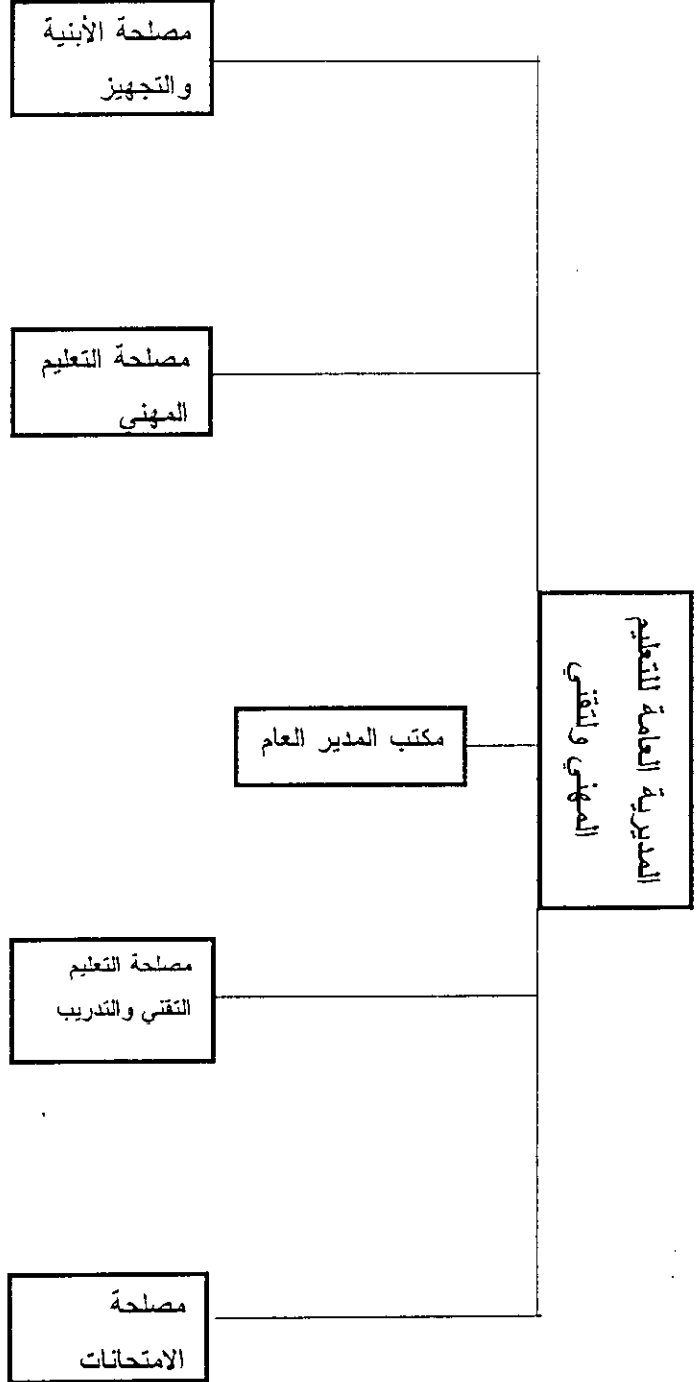 المديرية العامة للتعليم
المهني ولتقني
مكتب المدير العام
مصلحة الأبنية
والتجهيز
مصلحة التعليم
المهني
مصلحة التعليم
التقني والتدريب
مصلحة
الامتحانات